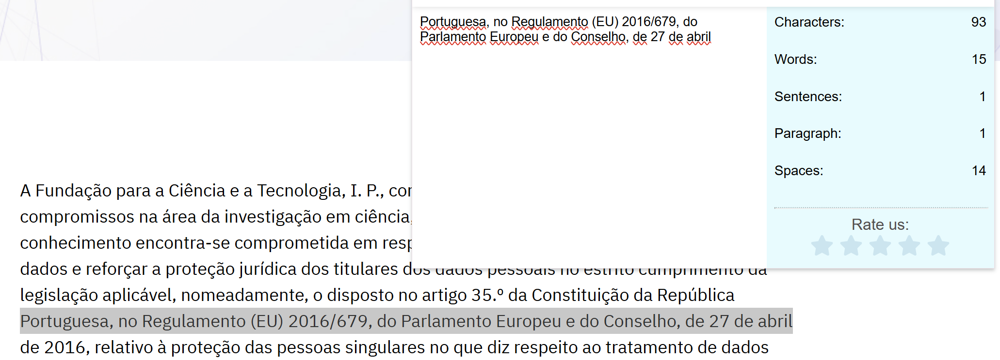 Portuguesa, no Regulamento (EU) 2016/679, do
Parlamento Europeu e do Conselho, de 27 de abril
Characters: 93
Words: 15
Sentences: 1
Paragraph: 1
Spaces: 14
Rate us:
A Fundação para a Ciência e a Tecnologia, I. P.,
compromissos na área da investigação em ciência,
conhecimento encontra-se comprometida em
dados e reforçar a proteção jurídica dos titulares dos dados pessoais no estrito cumprimento da
legislação aplicável, nomeadamente, o disposto no artigo 35.º da Constituição da República
Portuguesa, no Regulamento (EU) 2016/679, do Parlamento Europeu e do Conselho, de 27 de abril
de 2016, relativo à proteção das pessoas singulares no que diz respeito ao tratamento de dados